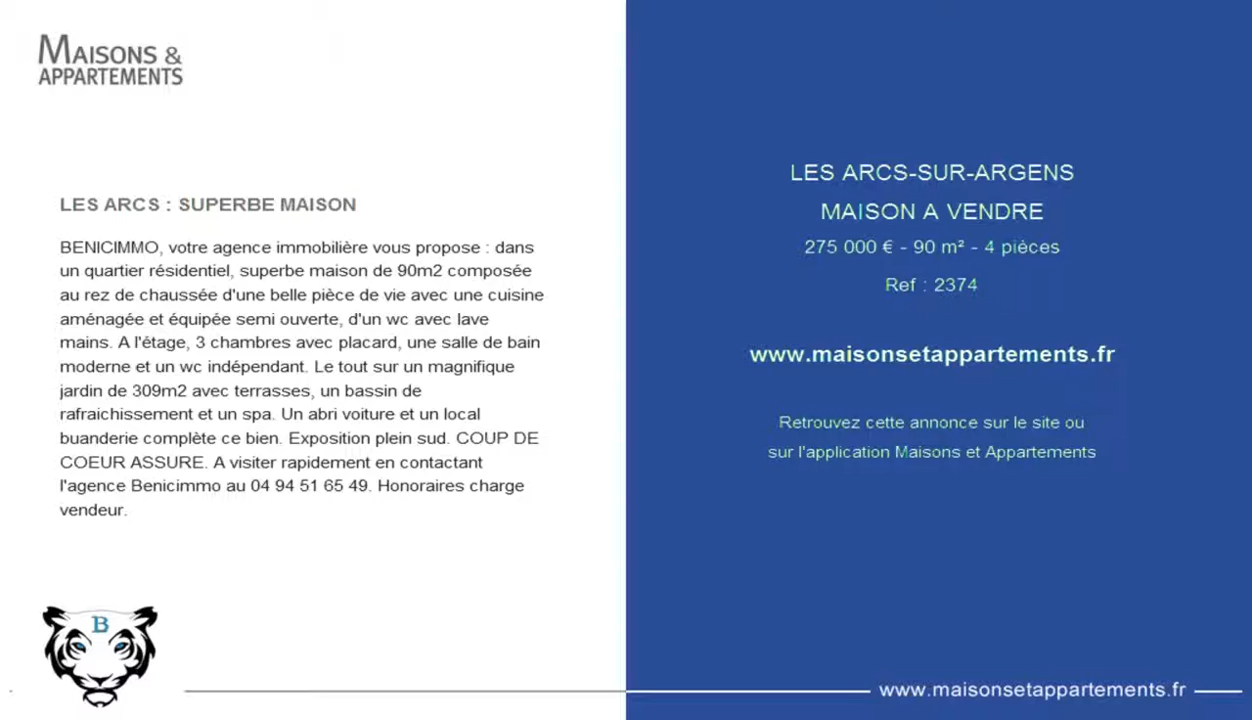 MAISONS &
APPARTEMENTS
LES ARCS : SUPERBE MAISON
BENICIMMO, votre agence immobilière vous propose : dans
un quartier résidentiel, superbe maison de 90m2 composée
au rez de chaussée d'une belle pièce de vie avec une cuisine
aménagée et équipée semi ouverte, d'un wc avec lave
mains. A l'étage, 3 chambres avec placard, une salle de bain
moderne et un wc indépendant. Le tout sur un magnifique
jardin de 309m2 avec terrasses, un bassin de
rafraichissement et un spa. Un abri voiture et un local
buanderie complète ce bien. Exposition plein sud. COUP DE
COEUR ASSURE. A visiter rapidement en contactant
l'agence Benicimmo au 04 94 51 65 49. Honoraires charge
vendeur.
B
LES ARCS-SUR-ARGENS
MAISON A VENDRE
275 000 € - 90 m² - 4 pièces
Ref : 2374
www.maisonsetappartements.fr
Retrouvez cette annonce sur le site ou
sur l'application Maisons et Appartements
www.maisonsetappartements.fr